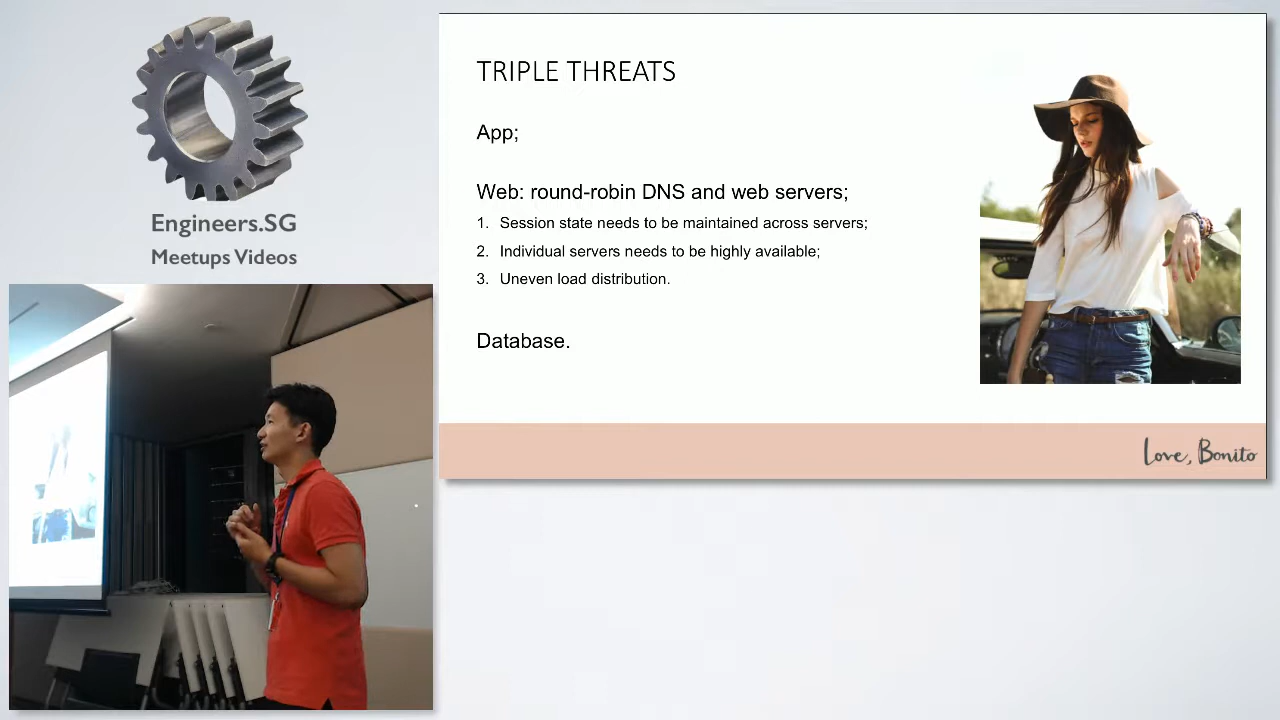 Engineers.SG
Meetups Videos
TRIPLE THREATS
App;
Web: round-robin DNS and web servers;
1. Session state needs to be maintained across servers;
2. Individual servers needs to be highly available;
3. Uneven load distribution.
Database.
Love, Bonito